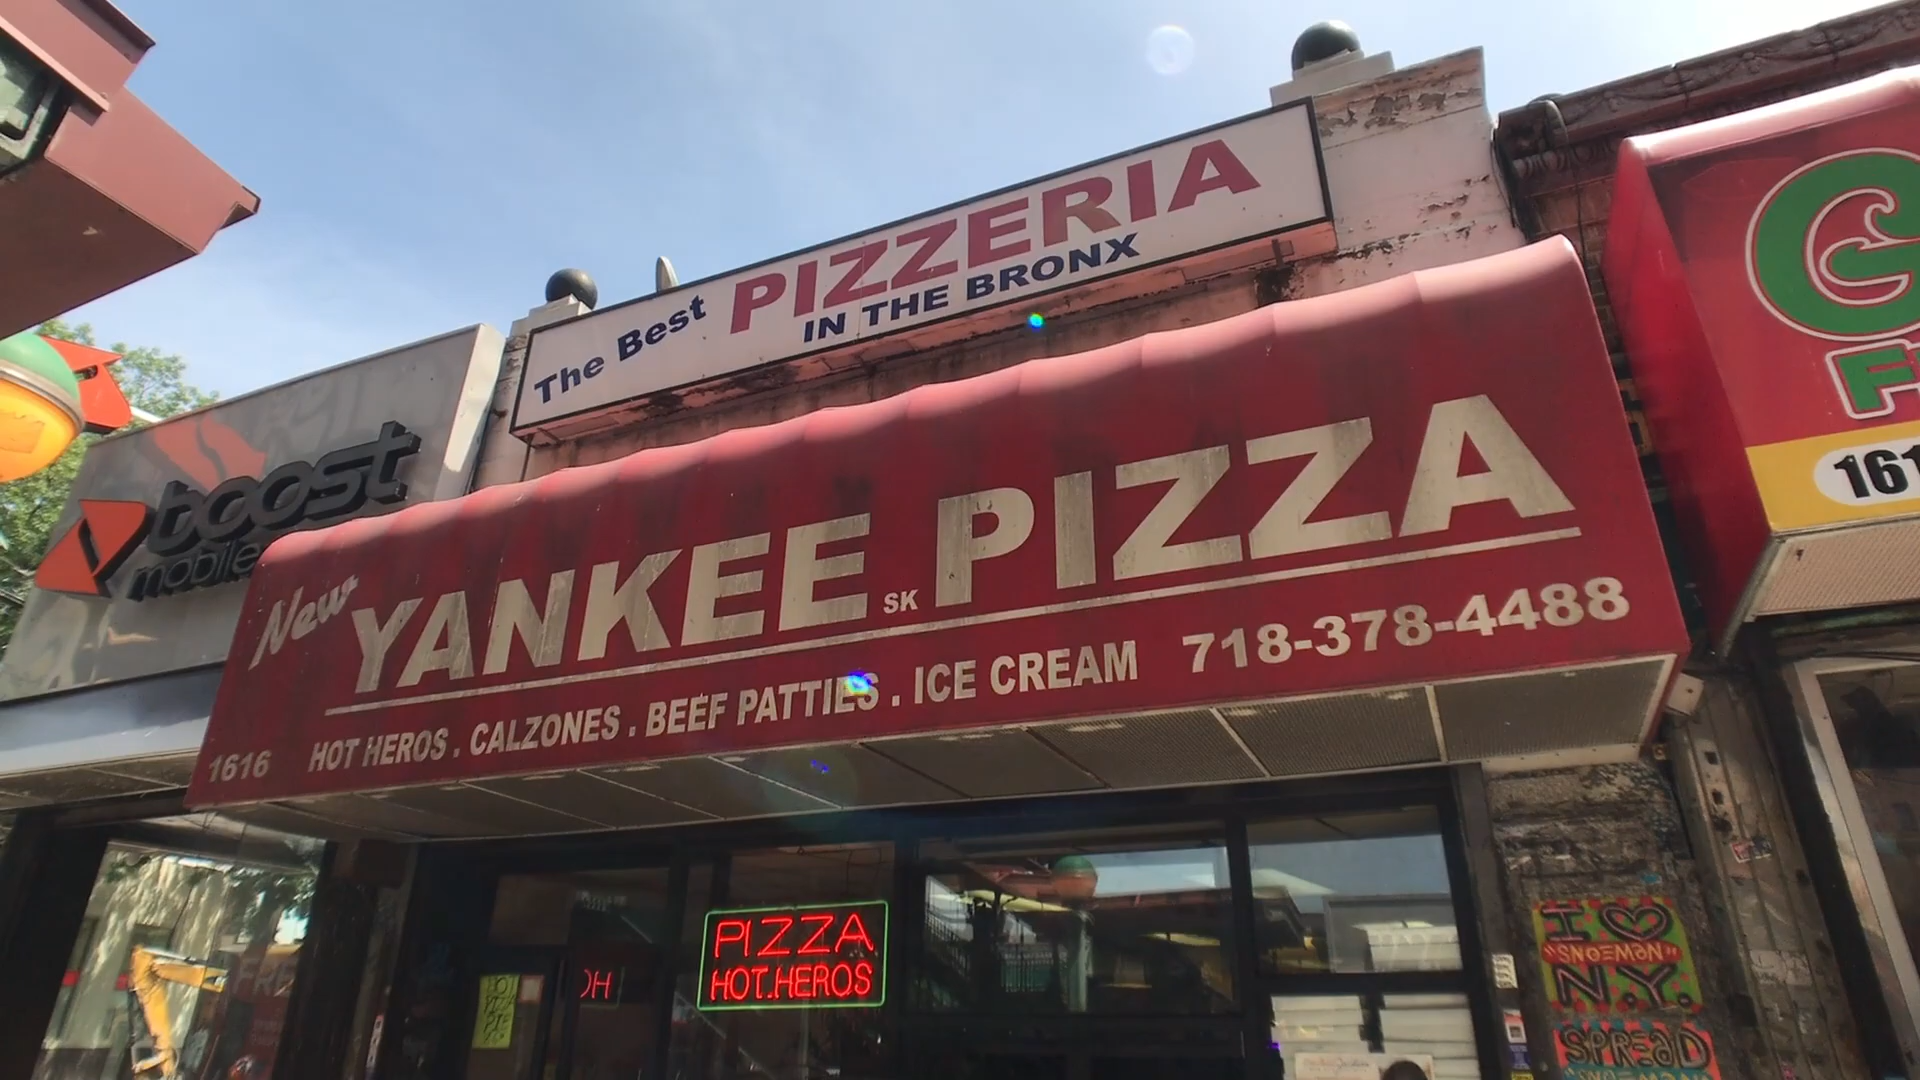 The Best PIZZERIA
IN THE BRONX
boost
mobile
New YANKEE SK PIZZA
1616 HOT HEROS . CALZONES . BEEF PATTIES . ICE CREAM 718-378-4488
161
PIZZA
HOT.HEROS
I ♡
"SNOEMAN"
N.Y.
SPREAD